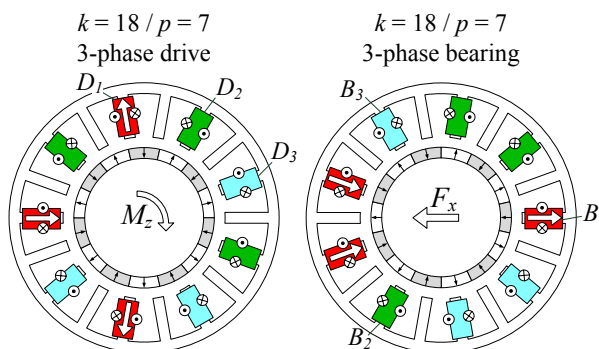 k = 18 / p = 7
3-phase drive
k = 18 / p = 7
3-phase bearing
D1
D2
D3
Mz
B3
Fx
B
B2